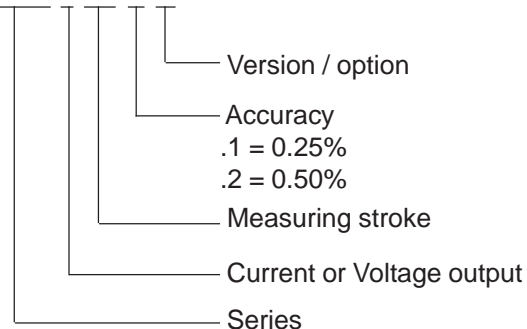 Version / option
Accuracy
.1 = 0.25%
.2 = 0.50%
Measuring stroke
Current or Voltage output
Series